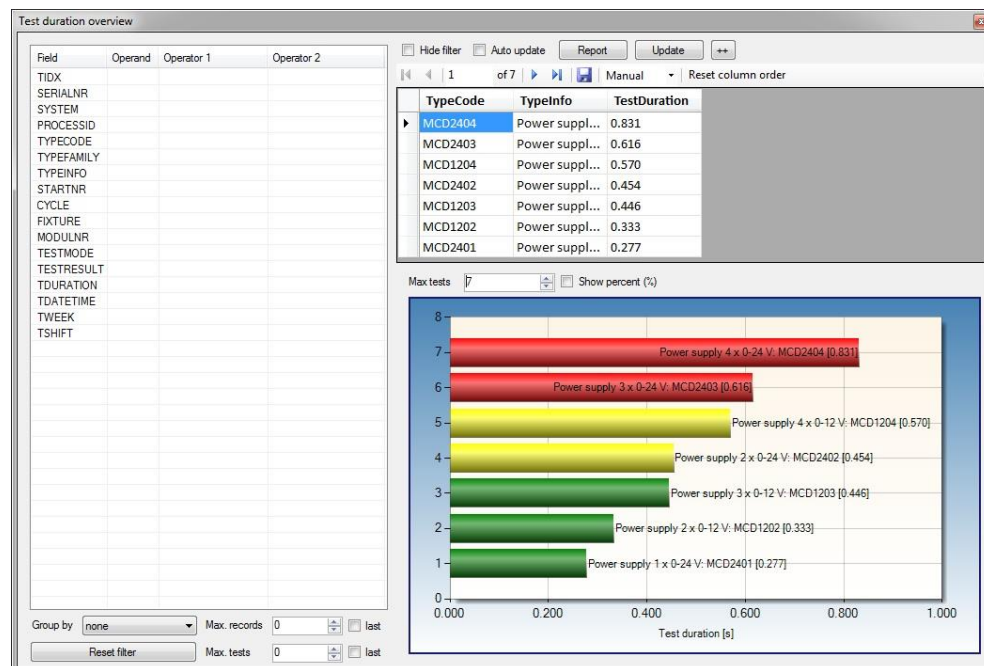 Test duration overview
Field Operand Operator 1 Operator 2
TIDX
SERIALNR
SYSTEM
PROCESSID
TYPECODE
TYPEFAMILY
TYPEINFO
STARTNR
CYCLE
FIXTURE
MODULNR
TESTMODE
TESTRESULT
TDURATION
TDATETIME
TWEEK
TSHIFT
Group by none Max. records 0 last
Reset filter Max. tests 0 last
Hide filter Auto update Report Update ++
1 of 7 Manual Reset column order
TypeCode TypeInfo TestDuration
MCD2404 Power suppl... 0.831
MCD2403 Power suppl... 0.616
MCD1204 Power suppl... 0.570
MCD2402 Power suppl... 0.454
MCD1203 Power suppl... 0.446
MCD1202 Power suppl... 0.333
MCD2401 Power suppl... 0.277
Max tests 7 Show percent (%)
8
7 Power supply 4 x 0-24 V: MCD2404 [0.831]
6 Power supply 3 x 0-24 V: MCD2403 [0.616]
5 Power supply 4 x 0-12 V: MCD1204 [0.570]
4 Power supply 2 x 0-24 V: MCD2402 [0.454]
3 Power supply 3 x 0-12 V: MCD1203 [0.446]
2 Power supply 2 x 0-12 V: MCD1202 [0.333]
1 Power supply 1 x 0-24 V: MCD2401 [0.277]
0
0.000 0.200 0.400 0.600 0.800 1.000
Test duration [s]